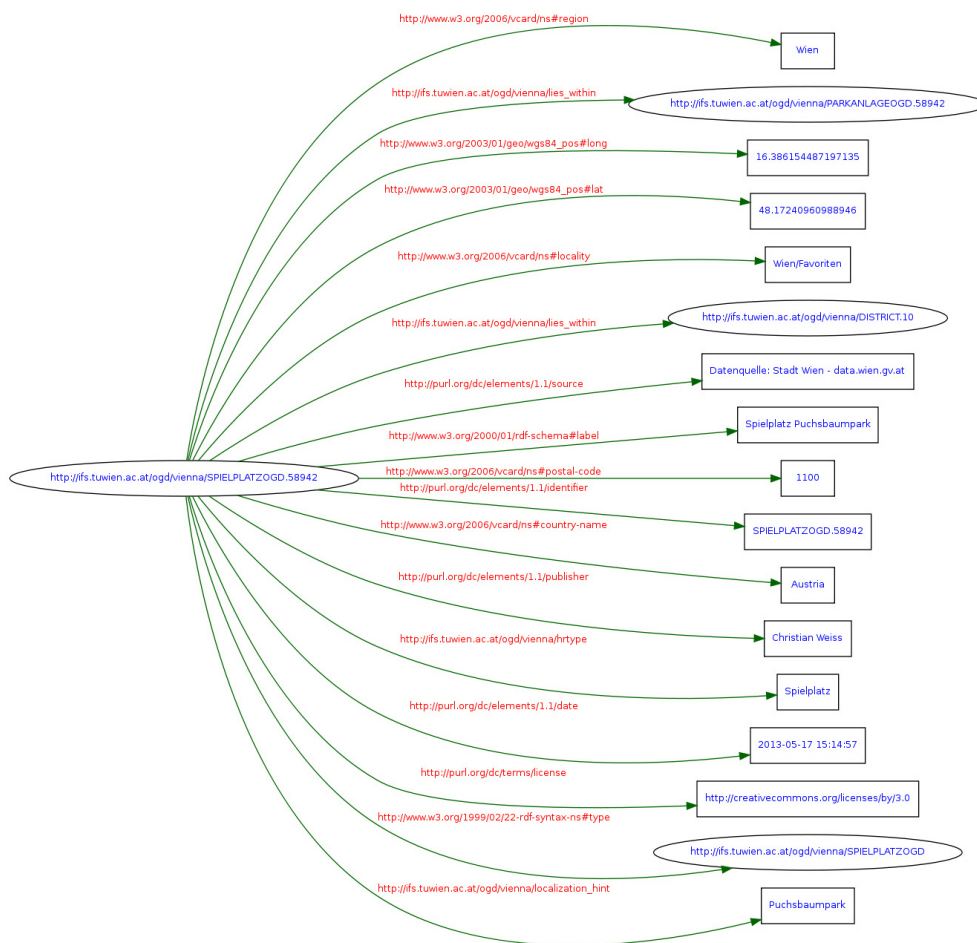 http://www.w3.org/2006/vcard/ns#region
Wien
http://ifs.tuwien.ac.at/ogd/vienna/lies_within
http://ifs.tuwien.ac.at/ogd/vienna/PARKANLAGEOGD.58942
http://www.w3.org/2003/01/geo/wgs84_pos#long
16.386154487197135
http://www.w3.org/2003/01/geo/wgs84_pos#lat
48.17240960988946
http://www.w3.org/2006/vcard/ns#locality
Wien/Favoriten
http://ifs.tuwien.ac.at/ogd/vienna/lies_within
http://ifs.tuwien.ac.at/ogd/vienna/DISTRICT.10
http://purl.org/dc/elements/1.1/source
Datenquelle: Stadt Wien - data.wien.gv.at
http://www.w3.org/2000/01/rdf-schema#label
Spielplatz Puchsbaumpark
http://ifs.tuwien.ac.at/ogd/vienna/SPIELPLATZOGD.58942
http://www.w3.org/2006/vcard/ns#postal-code
1100
http://purl.org/dc/elements/1.1/identifier
SPIELPLATZOGD.58942
http://www.w3.org/2006/vcard/ns#country-name
Austria
http://purl.org/dc/elements/1.1/publisher
Christian Weiss
http://ifs.tuwien.ac.at/ogd/vienna/hrtype
Spielplatz
http://purl.org/dc/elements/1.1/date
2013-05-17 15:14:57
http://purl.org/dc/terms/license
http://creativecommons.org/licenses/by/3.0
http://www.w3.org/1999/02/22-rdf-syntax-ns#type
http://ifs.tuwien.ac.at/ogd/vienna/SPIELPLATZOGD
http://ifs.tuwien.ac.at/ogd/vienna/localization_hint
Puchsbaumpark